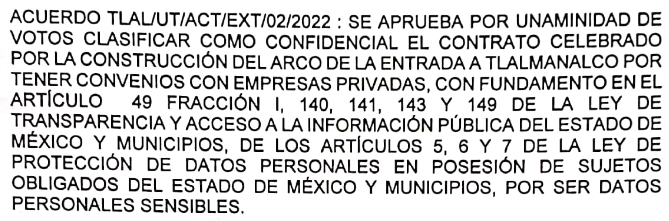 ACUERDO TLAL/UT/ACT/EXT/02/2022 : SE APRUEBA POR UNAMINIDAD DE
VOTOS CLASIFICAR COMO CONFIDENCIAL EL CONTRATO CELEBRADO
POR LA CONSTRUCCIÓN DEL ARCO DE LA ENTRADA A TLALMANALCO POR
TENER CONVENIOS CON EMPRESAS PRIVADAS, CON FUNDAMENTO EN EL
ARTÍCULO 49 FRACCIÓN I, 140, 141, 143 Y 149 DE LA LEY DE
TRANSPARENCIA Y ACCESO A LA INFORMACIÓN PÚBLICA DEL ESTADO DE
MÉXICO Y MUNICIPIOS, DE LOS ARTÍCULOS 5, 6 Y 7 DE LA LEY DE
PROTECCIÓN DE DATOS PERSONALES EN POSESIÓN DE SUJETOS
OBLIGADOS DEL ESTADO DE MÉXICO Y MUNICIPIOS, POR SER DATOS
PERSONALES SENSIBLES.